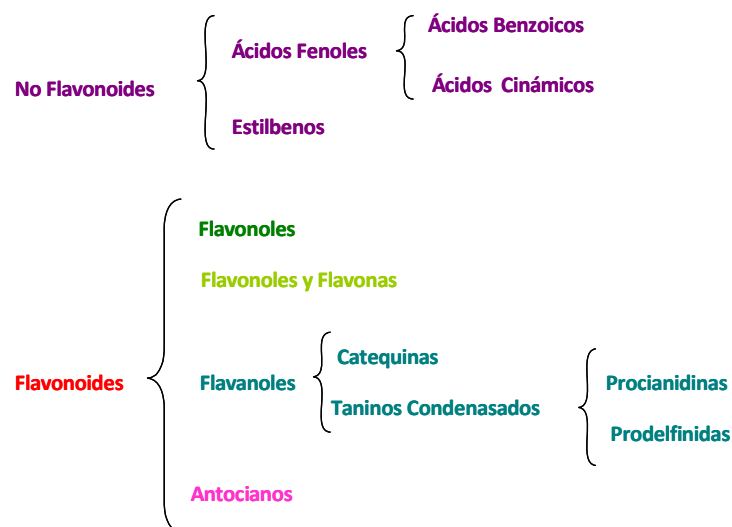 No Flavonoides
Ácidos Fenoles
Ácidos Benzoicos
Ácidos Cinámicos
Estilbenos
Flavonoides
Flavonoles
Flavonoles y Flavonas
Flavanoles
Catequinas
Taninos Condenasados
Procianidinas
Prodelfinidas
Antocianos